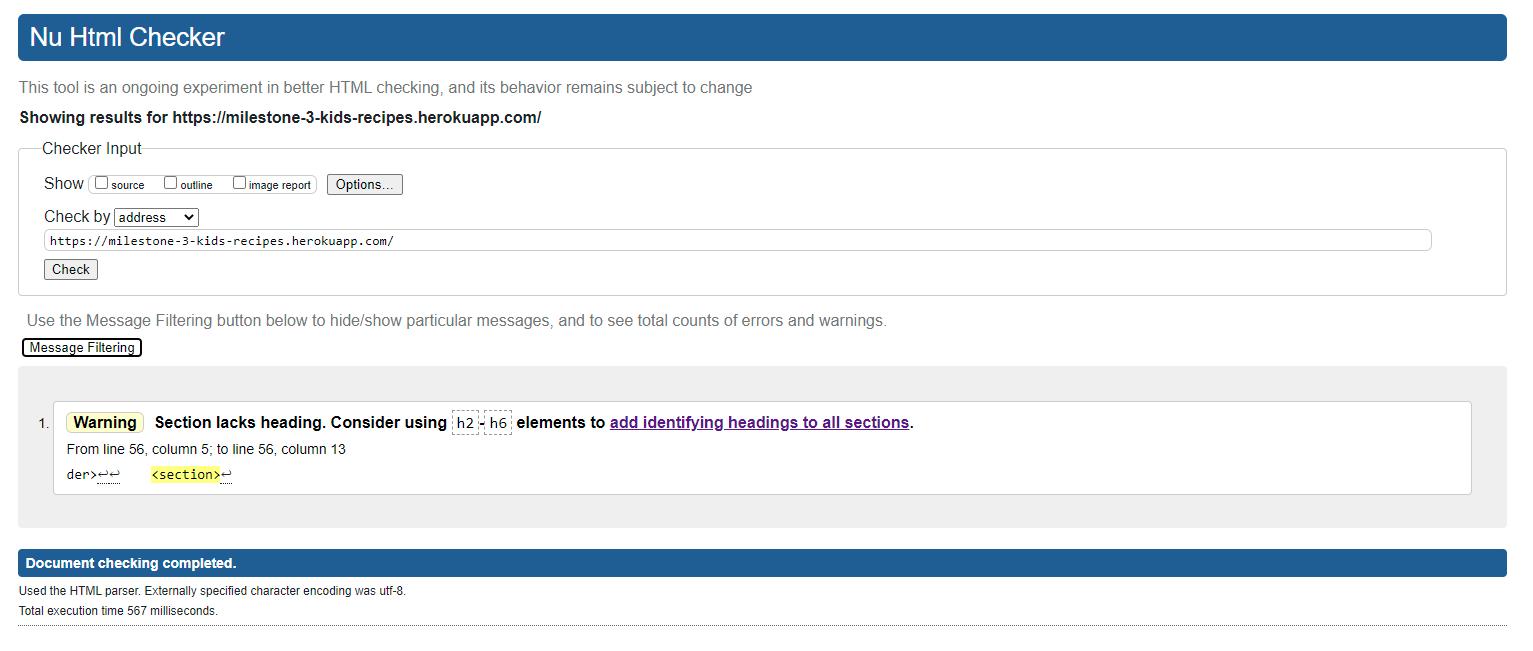 Nu Html Checker
This tool is an ongoing experiment in better HTML checking, and its behavior remains subject to change
Showing results for https://milestone-3-kids-recipes.herokuapp.com/
Checker Input
Show source outline image report Options...
Check by address
https://milestone-3-kids-recipes.herokuapp.com/
Check
Use the Message Filtering button below to hide/show particular messages, and to see total counts of errors and warnings.
Message Filtering
1. Warning Section lacks heading. Consider using h2-h6 elements to add identifying headings to all sections.
From line 56, column 5; to line 56, column 13
der>↩↩    <section>↩
Document checking completed.
Used the HTML parser. Externally specified character encoding was utf-8.
Total execution time 567 milliseconds.